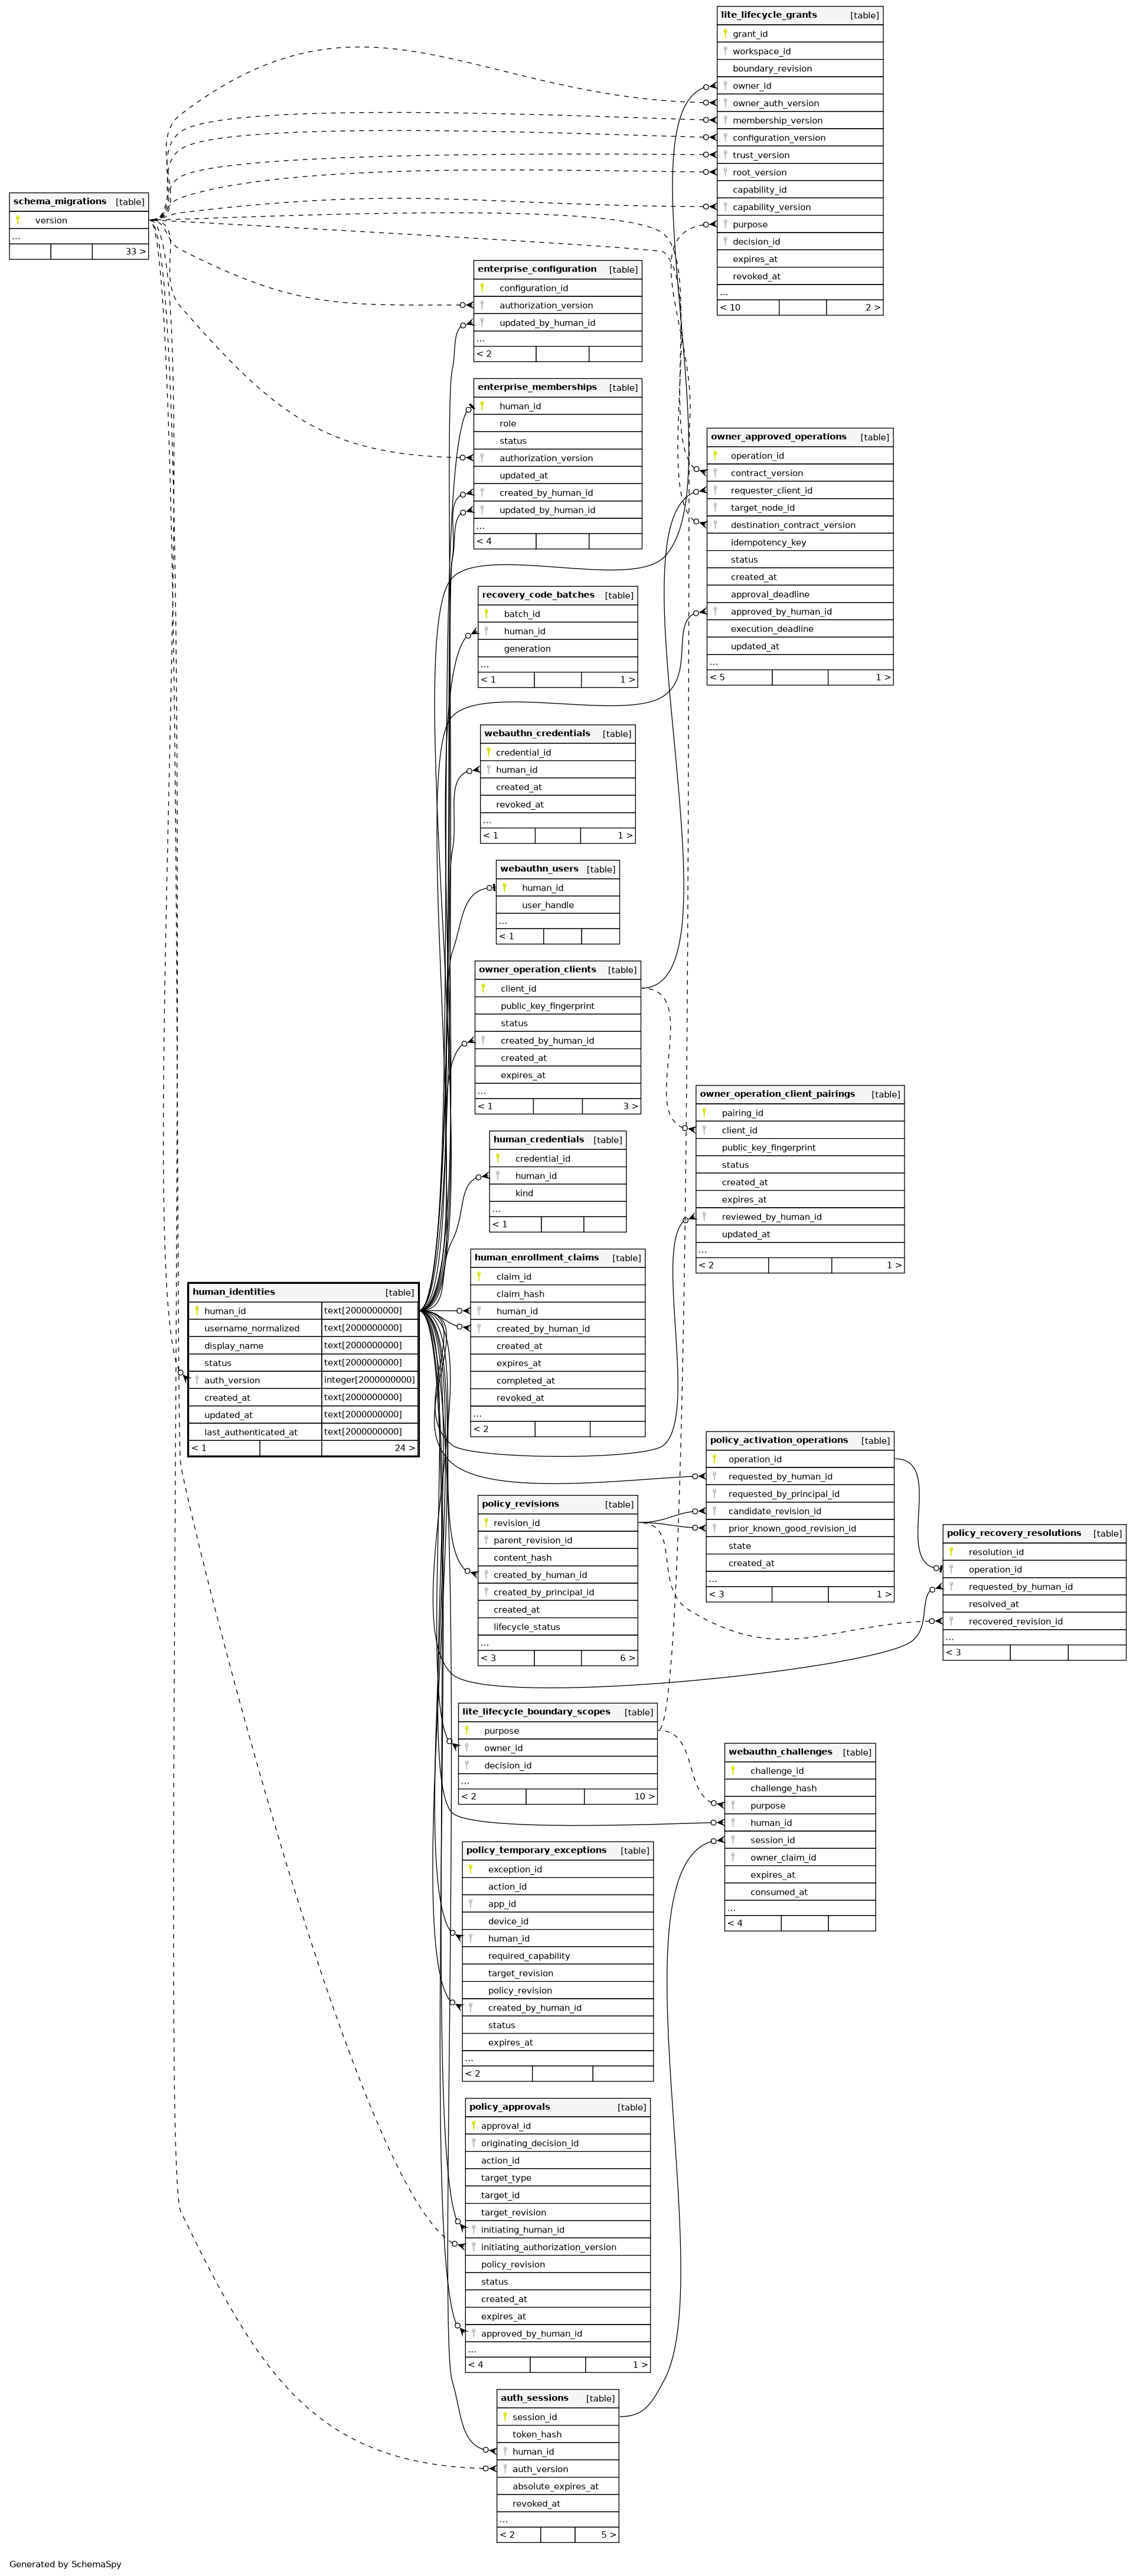 lite_lifecycle_grants [table]
grant_id
workspace_id
boundary_revision
owner_id
owner_auth_version
membership_version
configuration_version
trust_version
root_version
capability_id
capability_version
purpose
decision_id
expires_at
revoked_at
...
< 10 2 >
schema_migrations [table]
version
...
33 >
enterprise_configuration [table]
configuration_id
authorization_version
updated_by_human_id
...
< 2
enterprise_memberships [table]
human_id
role
status
authorization_version
updated_at
created_by_human_id
updated_by_human_id
...
< 4
owner_approved_operations [table]
operation_id
contract_version
requester_client_id
target_node_id
destination_contract_version
idempotency_key
status
created_at
approval_deadline
approved_by_human_id
execution_deadline
updated_at
...
< 5 1 >
recovery_code_batches [table]
batch_id
human_id
generation
...
< 1 1 >
webauthn_credentials [table]
credential_id
human_id
created_at
revoked_at
...
< 1 1 >
webauthn_users [table]
human_id
user_handle
...
< 1
owner_operation_clients [table]
client_id
public_key_fingerprint
status
created_by_human_id
created_at
expires_at
...
< 1 3 >
owner_operation_client_pairings [table]
pairing_id
client_id
public_key_fingerprint
status
created_at
expires_at
reviewed_by_human_id
updated_at
...
< 2 1 >
human_credentials [table]
credential_id
human_id
kind
...
< 1
human_enrollment_claims [table]
claim_id
claim_hash
human_id
created_by_human_id
created_at
expires_at
completed_at
revoked_at
...
< 2
human_identities [table]
human_id text[2000000000]
username_normalized text[2000000000]
display_name text[2000000000]
status text[2000000000]
auth_version integer[2000000000]
created_at text[2000000000]
updated_at text[2000000000]
last_authenticated_at text[2000000000]
< 1 24 >
policy_activation_operations [table]
operation_id
requested_by_human_id
requested_by_principal_id
candidate_revision_id
prior_known_good_revision_id
state
created_at
...
< 3 1 >
policy_revisions [table]
revision_id
parent_revision_id
content_hash
created_by_human_id
created_by_principal_id
created_at
lifecycle_status
...
< 3 6 >
policy_recovery_resolutions [table]
resolution_id
operation_id
requested_by_human_id
resolved_at
recovered_revision_id
...
< 3
lite_lifecycle_boundary_scopes [table]
purpose
owner_id
decision_id
...
< 2 10 >
webauthn_challenges [table]
challenge_id
challenge_hash
purpose
human_id
session_id
owner_claim_id
expires_at
consumed_at
...
< 4
policy_temporary_exceptions [table]
exception_id
action_id
app_id
device_id
human_id
required_capability
target_revision
policy_revision
created_by_human_id
status
expires_at
...
< 2
policy_approvals [table]
approval_id
originating_decision_id
action_id
target_type
target_id
target_revision
initiating_human_id
initiating_authorization_version
policy_revision
status
created_at
expires_at
approved_by_human_id
...
< 4 1 >
auth_sessions [table]
session_id
token_hash
human_id
auth_version
absolute_expires_at
revoked_at
...
< 2 5 >
Generated by SchemaSpy